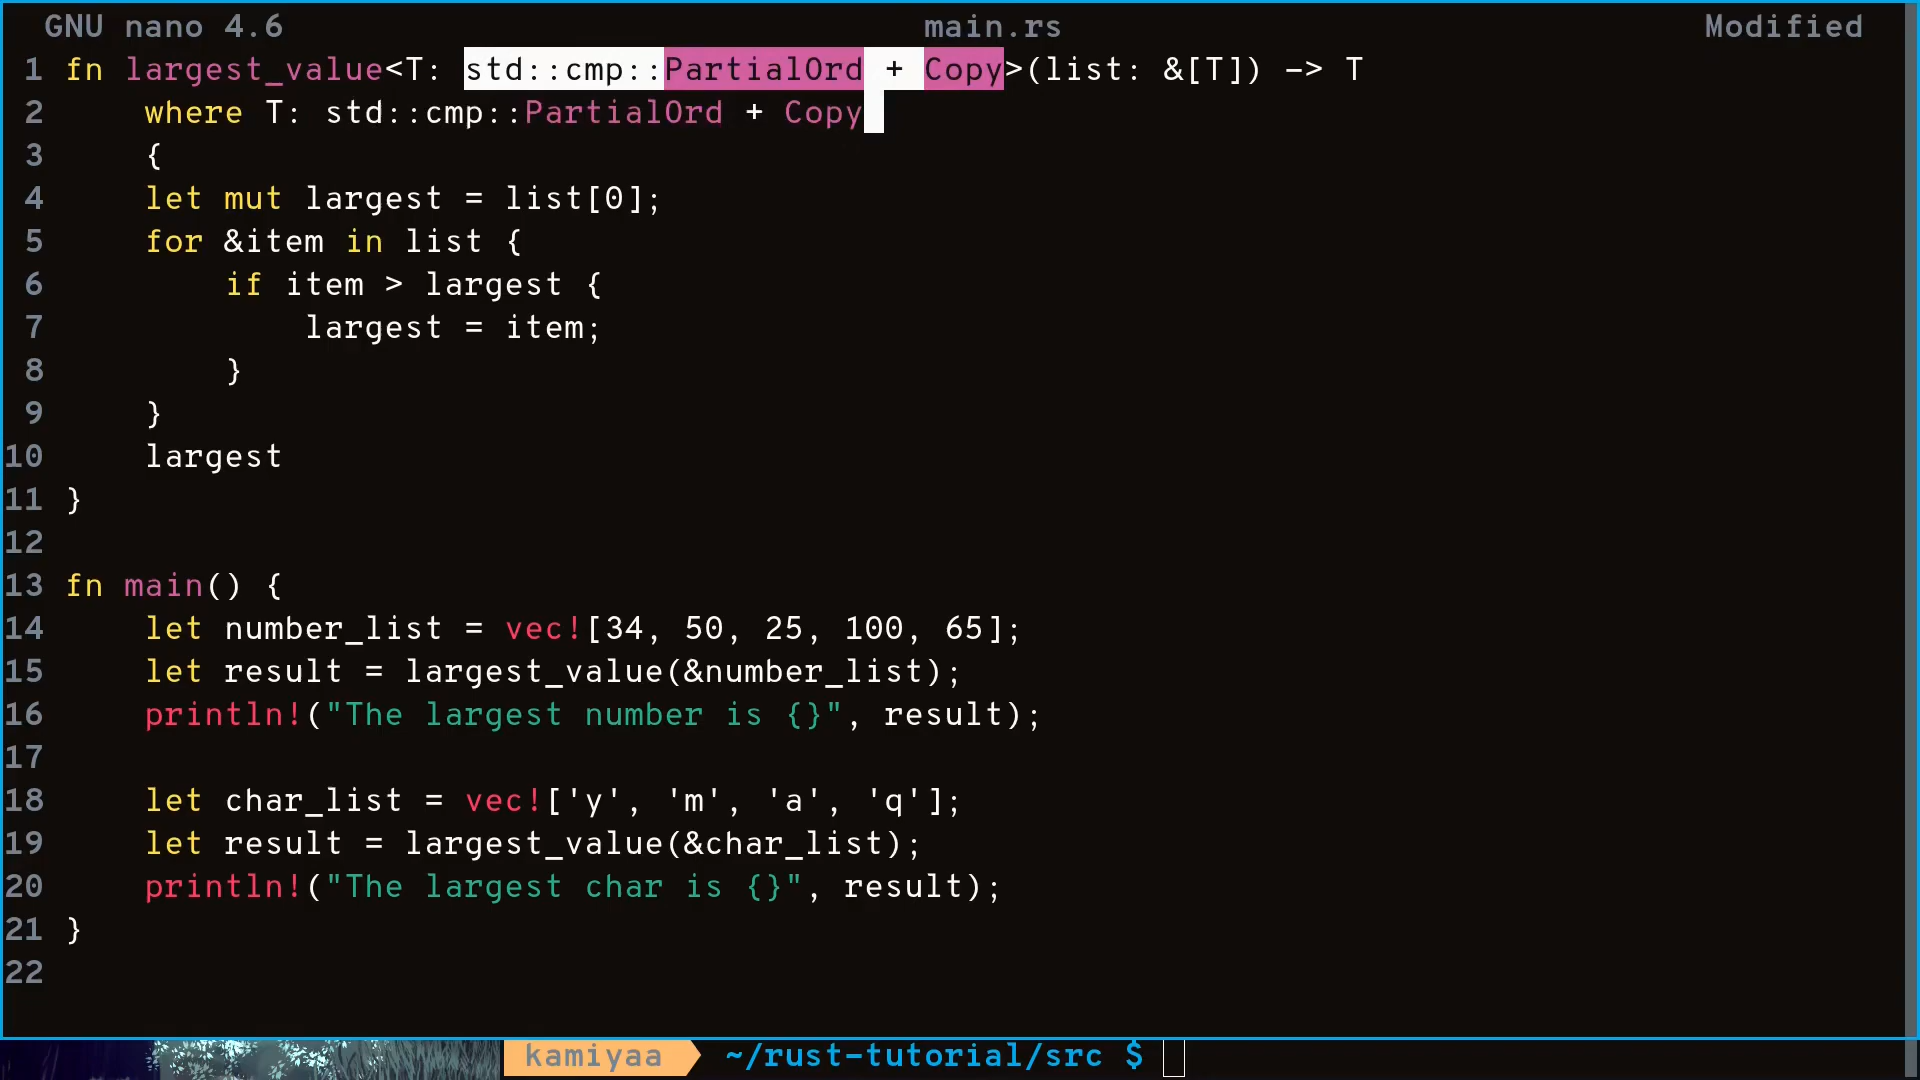 GNU nano 4.6 main.rs Modified
1 fn largest_value<T: std::cmp::PartialOrd + Copy>(list: &[T]) -> T
2     where T: std::cmp::PartialOrd + Copy
3     {
4     let mut largest = list[0];
5     for &item in list {
6         if item > largest {
7             largest = item;
8         }
9     }
10     largest
11 }
12
13 fn main() {
14     let number_list = vec![34, 50, 25, 100, 65];
15     let result = largest_value(&number_list);
16     println!("The largest number is {}", result);
17
18     let char_list = vec!['y', 'm', 'a', 'q'];
19     let result = largest_value(&char_list);
20     println!("The largest char is {}", result);
21 }
22
kamiyaa ~/rust-tutorial/src $